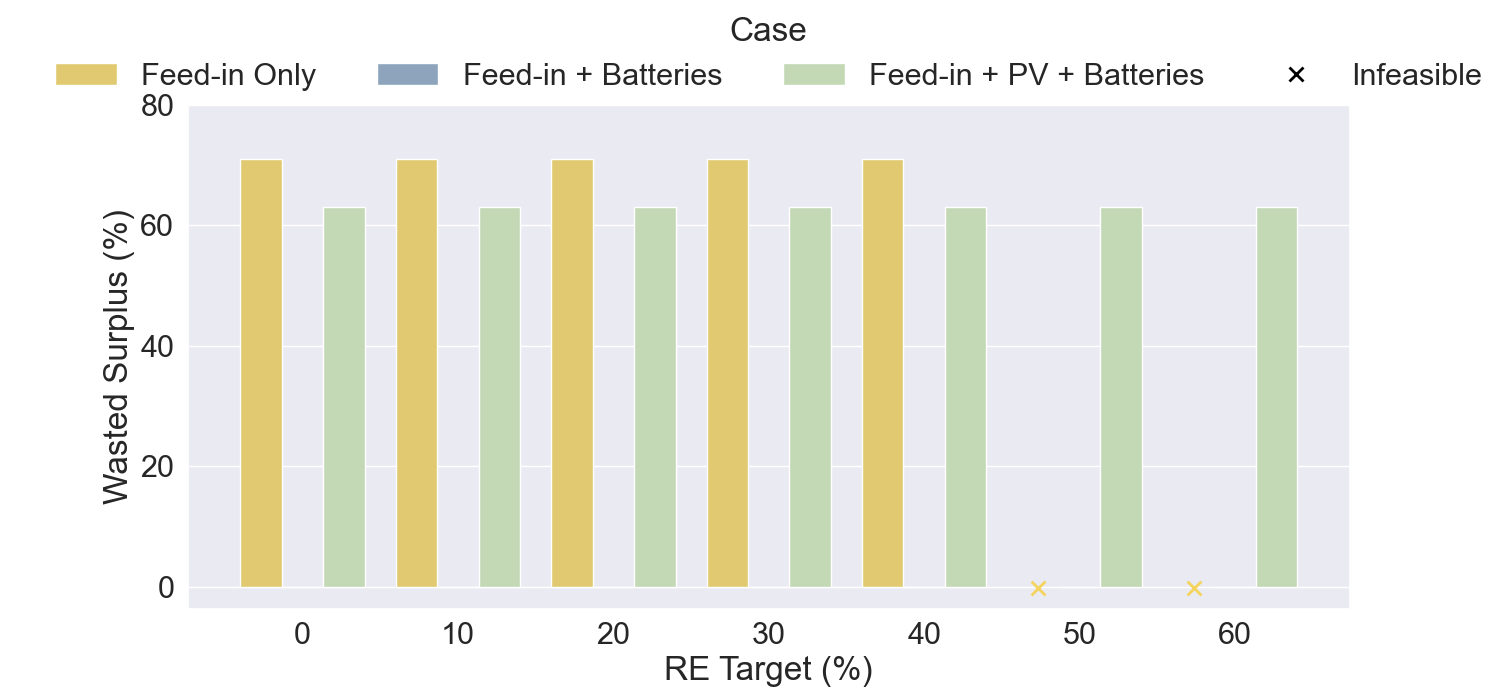 Case
Feed-in Only Feed-in + Batteries Feed-in + PV + Batteries Infeasible
80
60
40
20
0
Wasted Surplus (%)
0 10 20 30 40 50 60
RE Target (%)